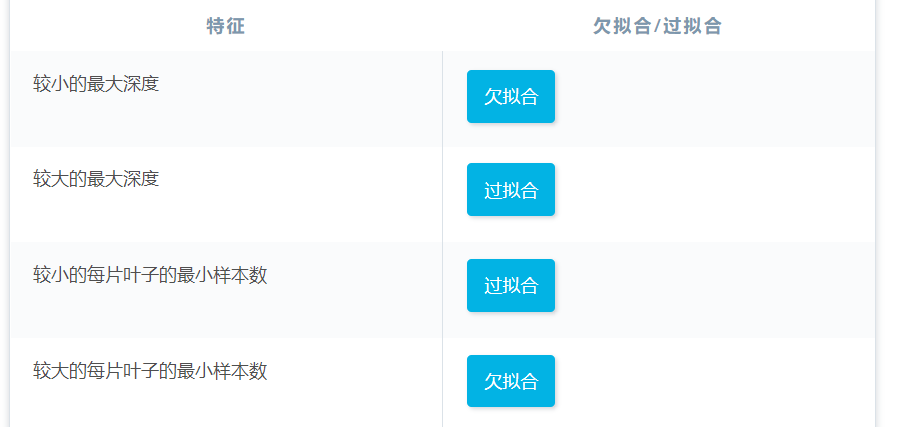 特征 欠拟合/过拟合
较小的最大深度 欠拟合
较大的最大深度 过拟合
较小的每片叶子的最小样本数 过拟合
较大的每片叶子的最小样本数 欠拟合